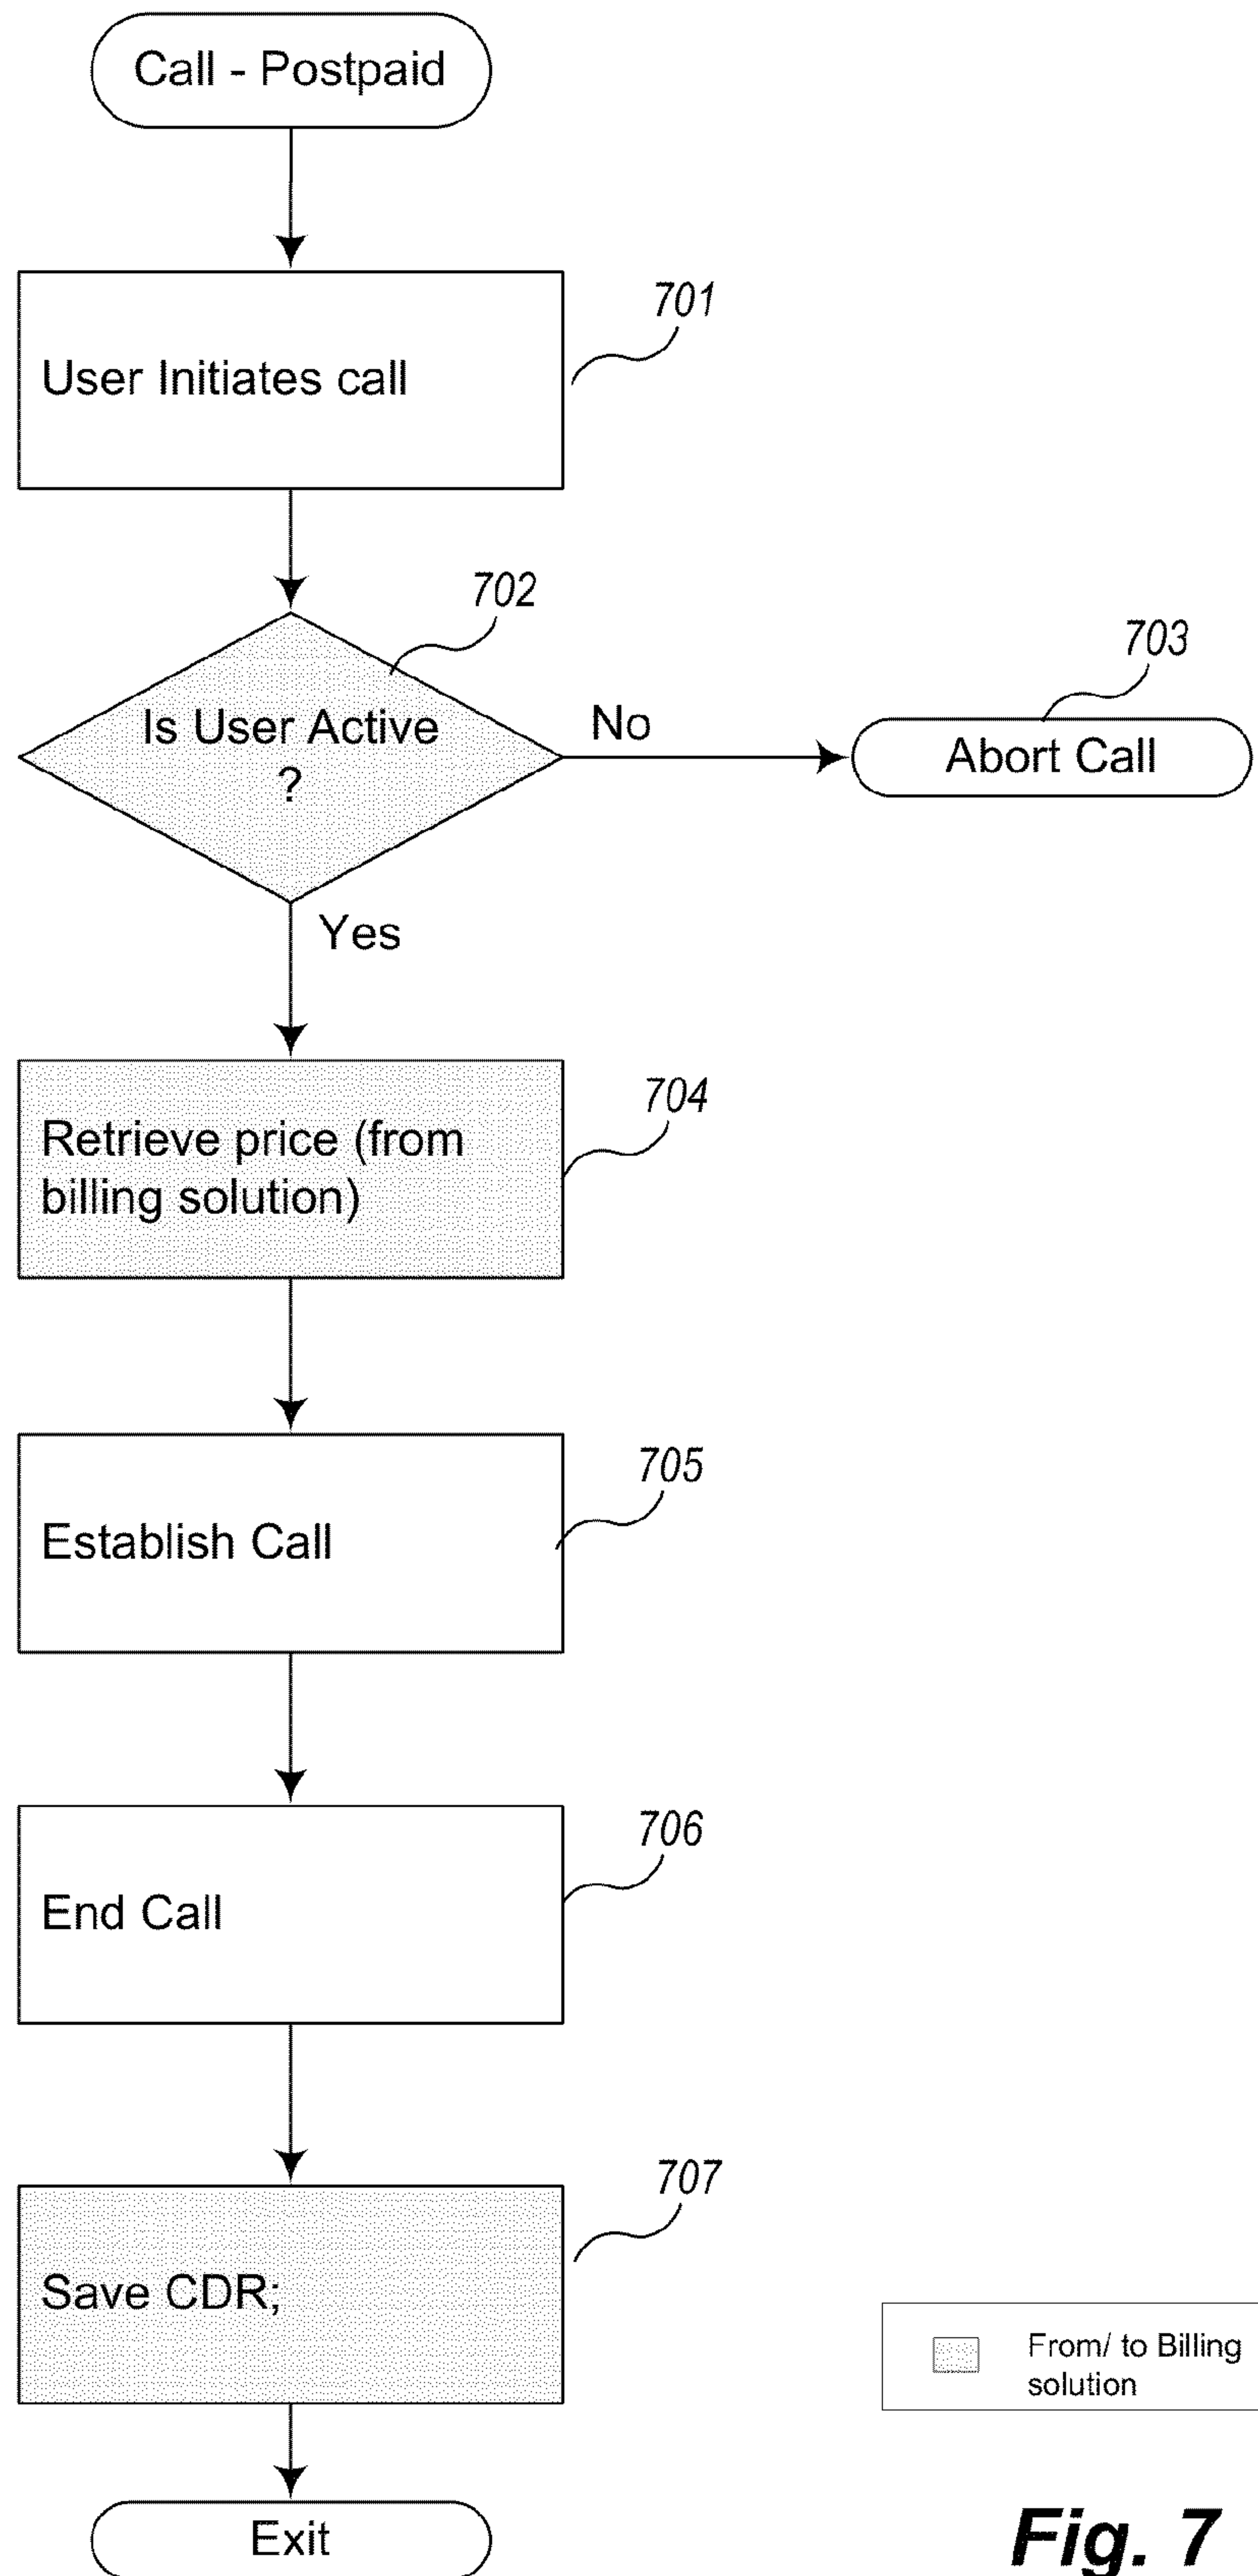 Call - Postpaid
701
User Initiates call
702
703
Is User Active
?
No
Abort Call
Yes
704
Retrieve price (from
billing solution)
705
Establish Call
706
End Call
707
Save CDR;
From/ to Billing
solution
Exit
Fig. 7